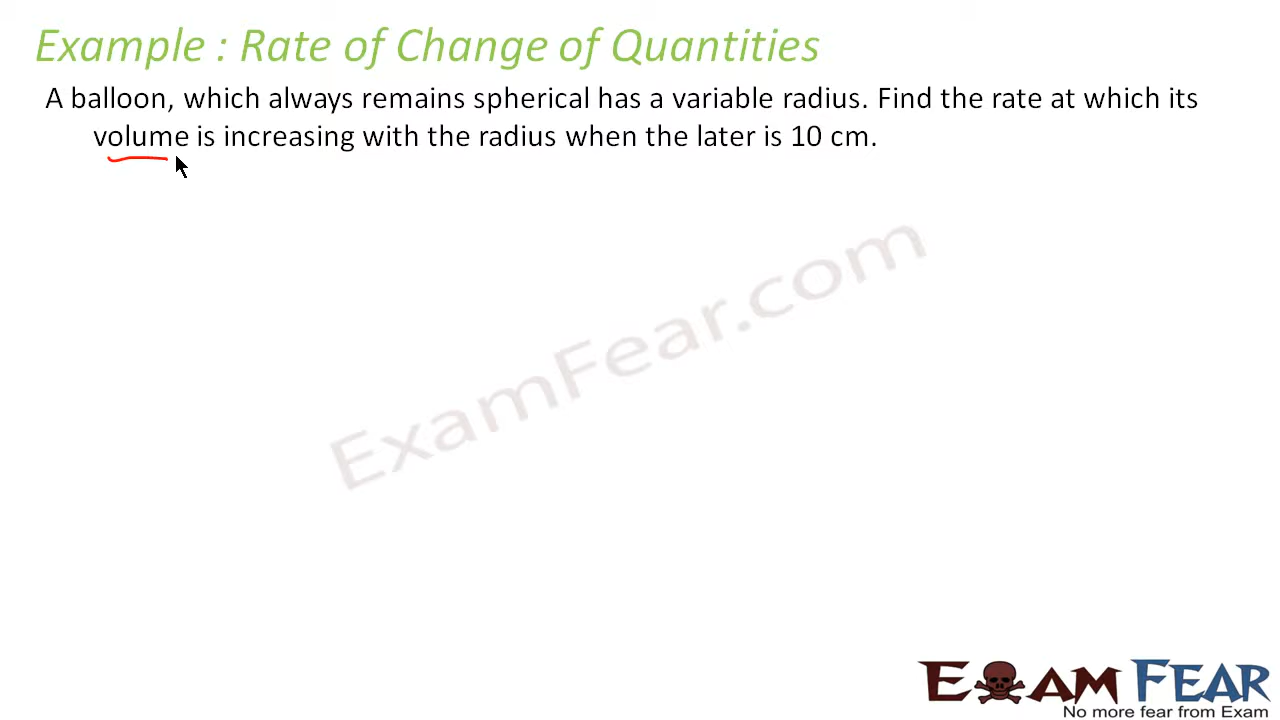 Example : Rate of Change of Quantities
A balloon, which always remains spherical has a variable radius. Find the rate at which its
volume is increasing with the radius when the later is 10 cm.
ExamFear.com
EXAM FEAR
No more fear from Exam